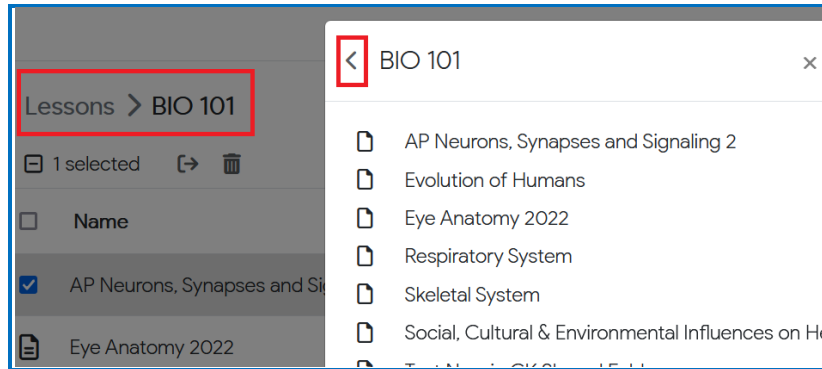 Lessons > BIO 101
1 selected
Name
AP Neurons, Synapses and Si
Eye Anatomy 2022
< BIO 101 ×
AP Neurons, Synapses and Signaling 2
Evolution of Humans
Eye Anatomy 2022
Respiratory System
Skeletal System
Social, Cultural & Environmental Influences on He